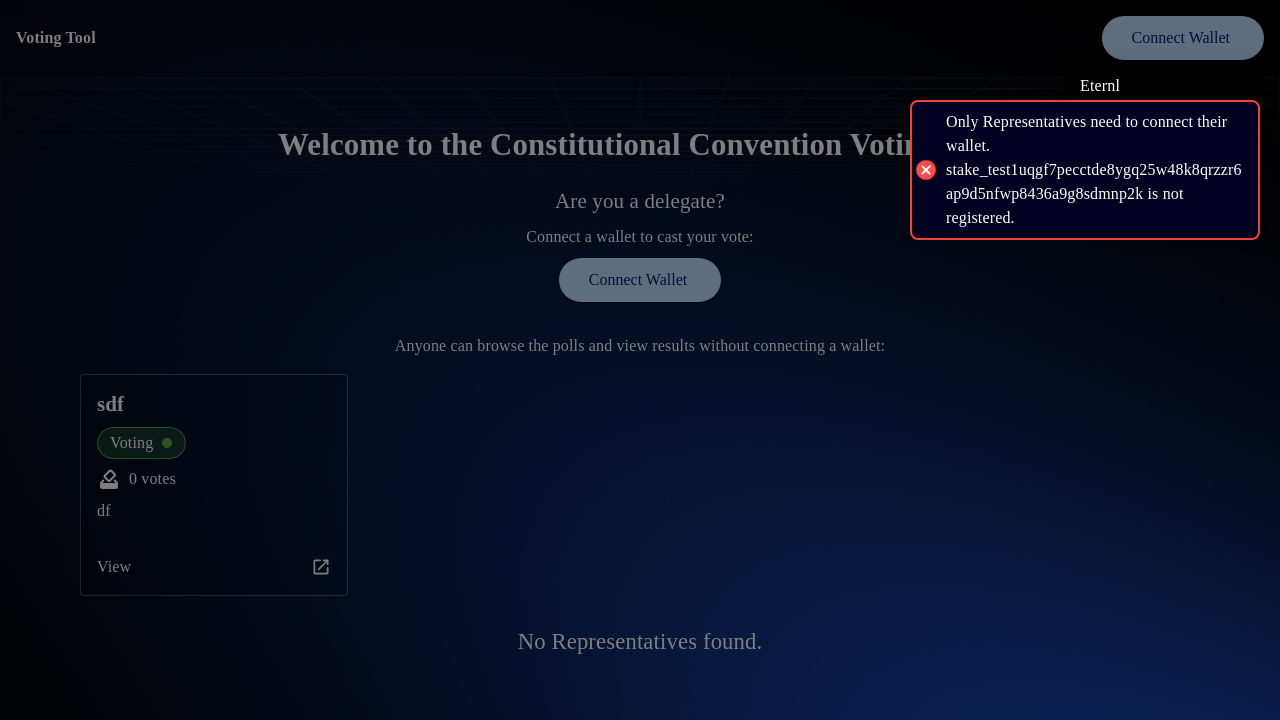 Voting Tool
Connect Wallet
Eternl
Only Representatives need to connect their
wallet.
stake_test1uqgf7pecctde8ygq25w48k8qrzzr6
ap9d5nfwp8436a9g8sdmnp2k is not
registered.
Welcome to the Constitutional Convention Votin
Are you a delegate?
Connect a wallet to cast your vote:
Connect Wallet
Anyone can browse the polls and view results without connecting a wallet:
sdf
Voting
0 votes
df
View
No Representatives found.